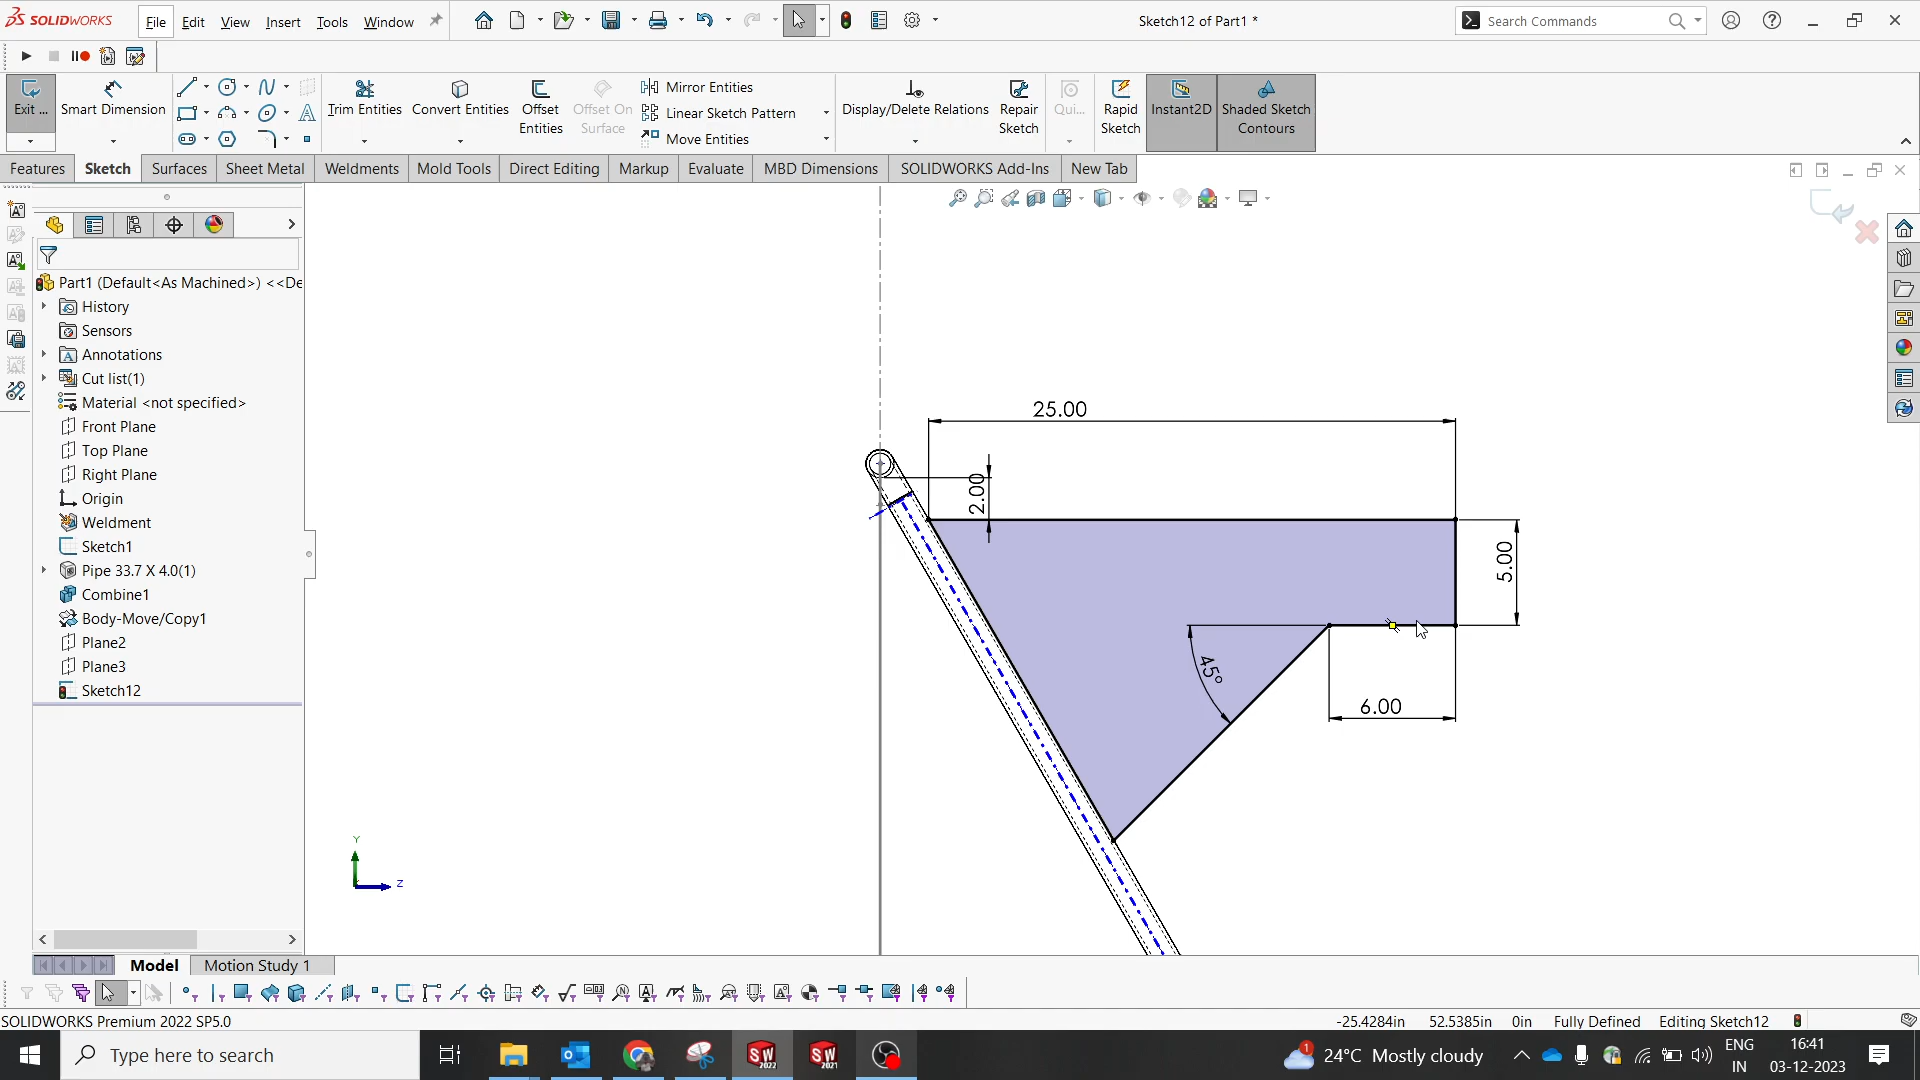 SOLIDWORKS
File Edit View Insert Tools Window
Sketch12 of Part1 *
Search Commands
Exit ...
Smart Dimension
Trim Entities
Convert Entities
Offset Entities
Offset On Surface
Mirror Entities
Linear Sketch Pattern
Move Entities
Display/Delete Relations
Repair Sketch
Qui...
Rapid Sketch
Instant2D
Shaded Sketch Contours
Features Sketch Surfaces Sheet Metal Weldments Mold Tools Direct Editing Markup Evaluate MBD Dimensions SOLIDWORKS Add-Ins New Tab
Part1 (Default<As Machined>) <<De
History
Sensors
Annotations
Cut list(1)
Material <not specified>
Front Plane
Top Plane
Right Plane
Origin
Weldment
Sketch1
Pipe 33.7 X 4.0(1)
Combine1
Body-Move/Copy1
Plane2
Plane3
Sketch12
25.00
2.00
5.00
45°
6.00
Y
Z
Model Motion Study 1
SOLIDWORKS Premium 2022 SP5.0
-25.4284in 52.5385in 0in Fully Defined Editing Sketch12
Type here to search
SW 2022
SW 2021
1
24°C Mostly cloudy
ENG
IN
16:41
03-12-2023